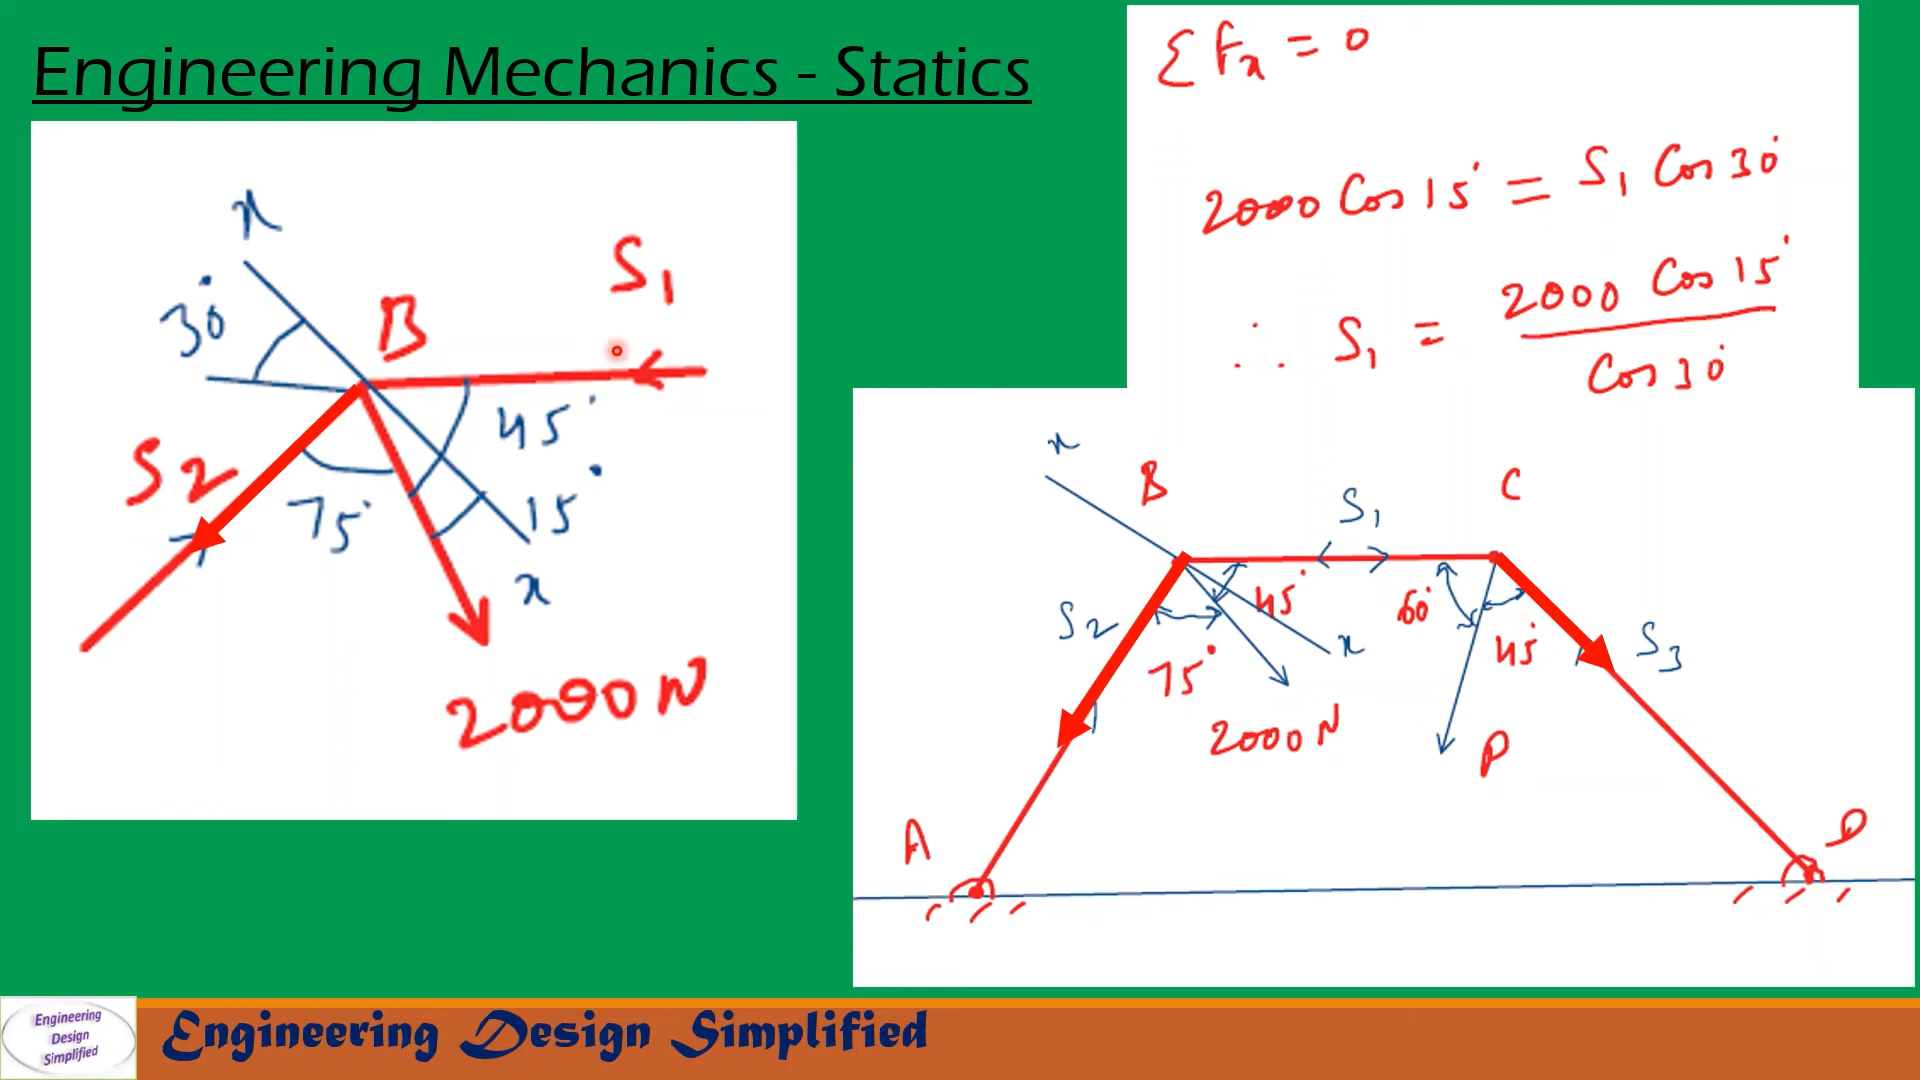 Engineering Mechanics - Statics
x
30°
B
S1
S2
75°
45°
15°
x
2000 N
Σ Fx = 0
2000 Cos 15° = S1 Cos 30°
∴ S1 = 2000 Cos 15° / Cos 30°
x
B
S1
C
S2
45°
60°
75°
x
45°
S3
2000 N
P
A
D
Engineering
Design
Simplified
Engineering Design Simplified